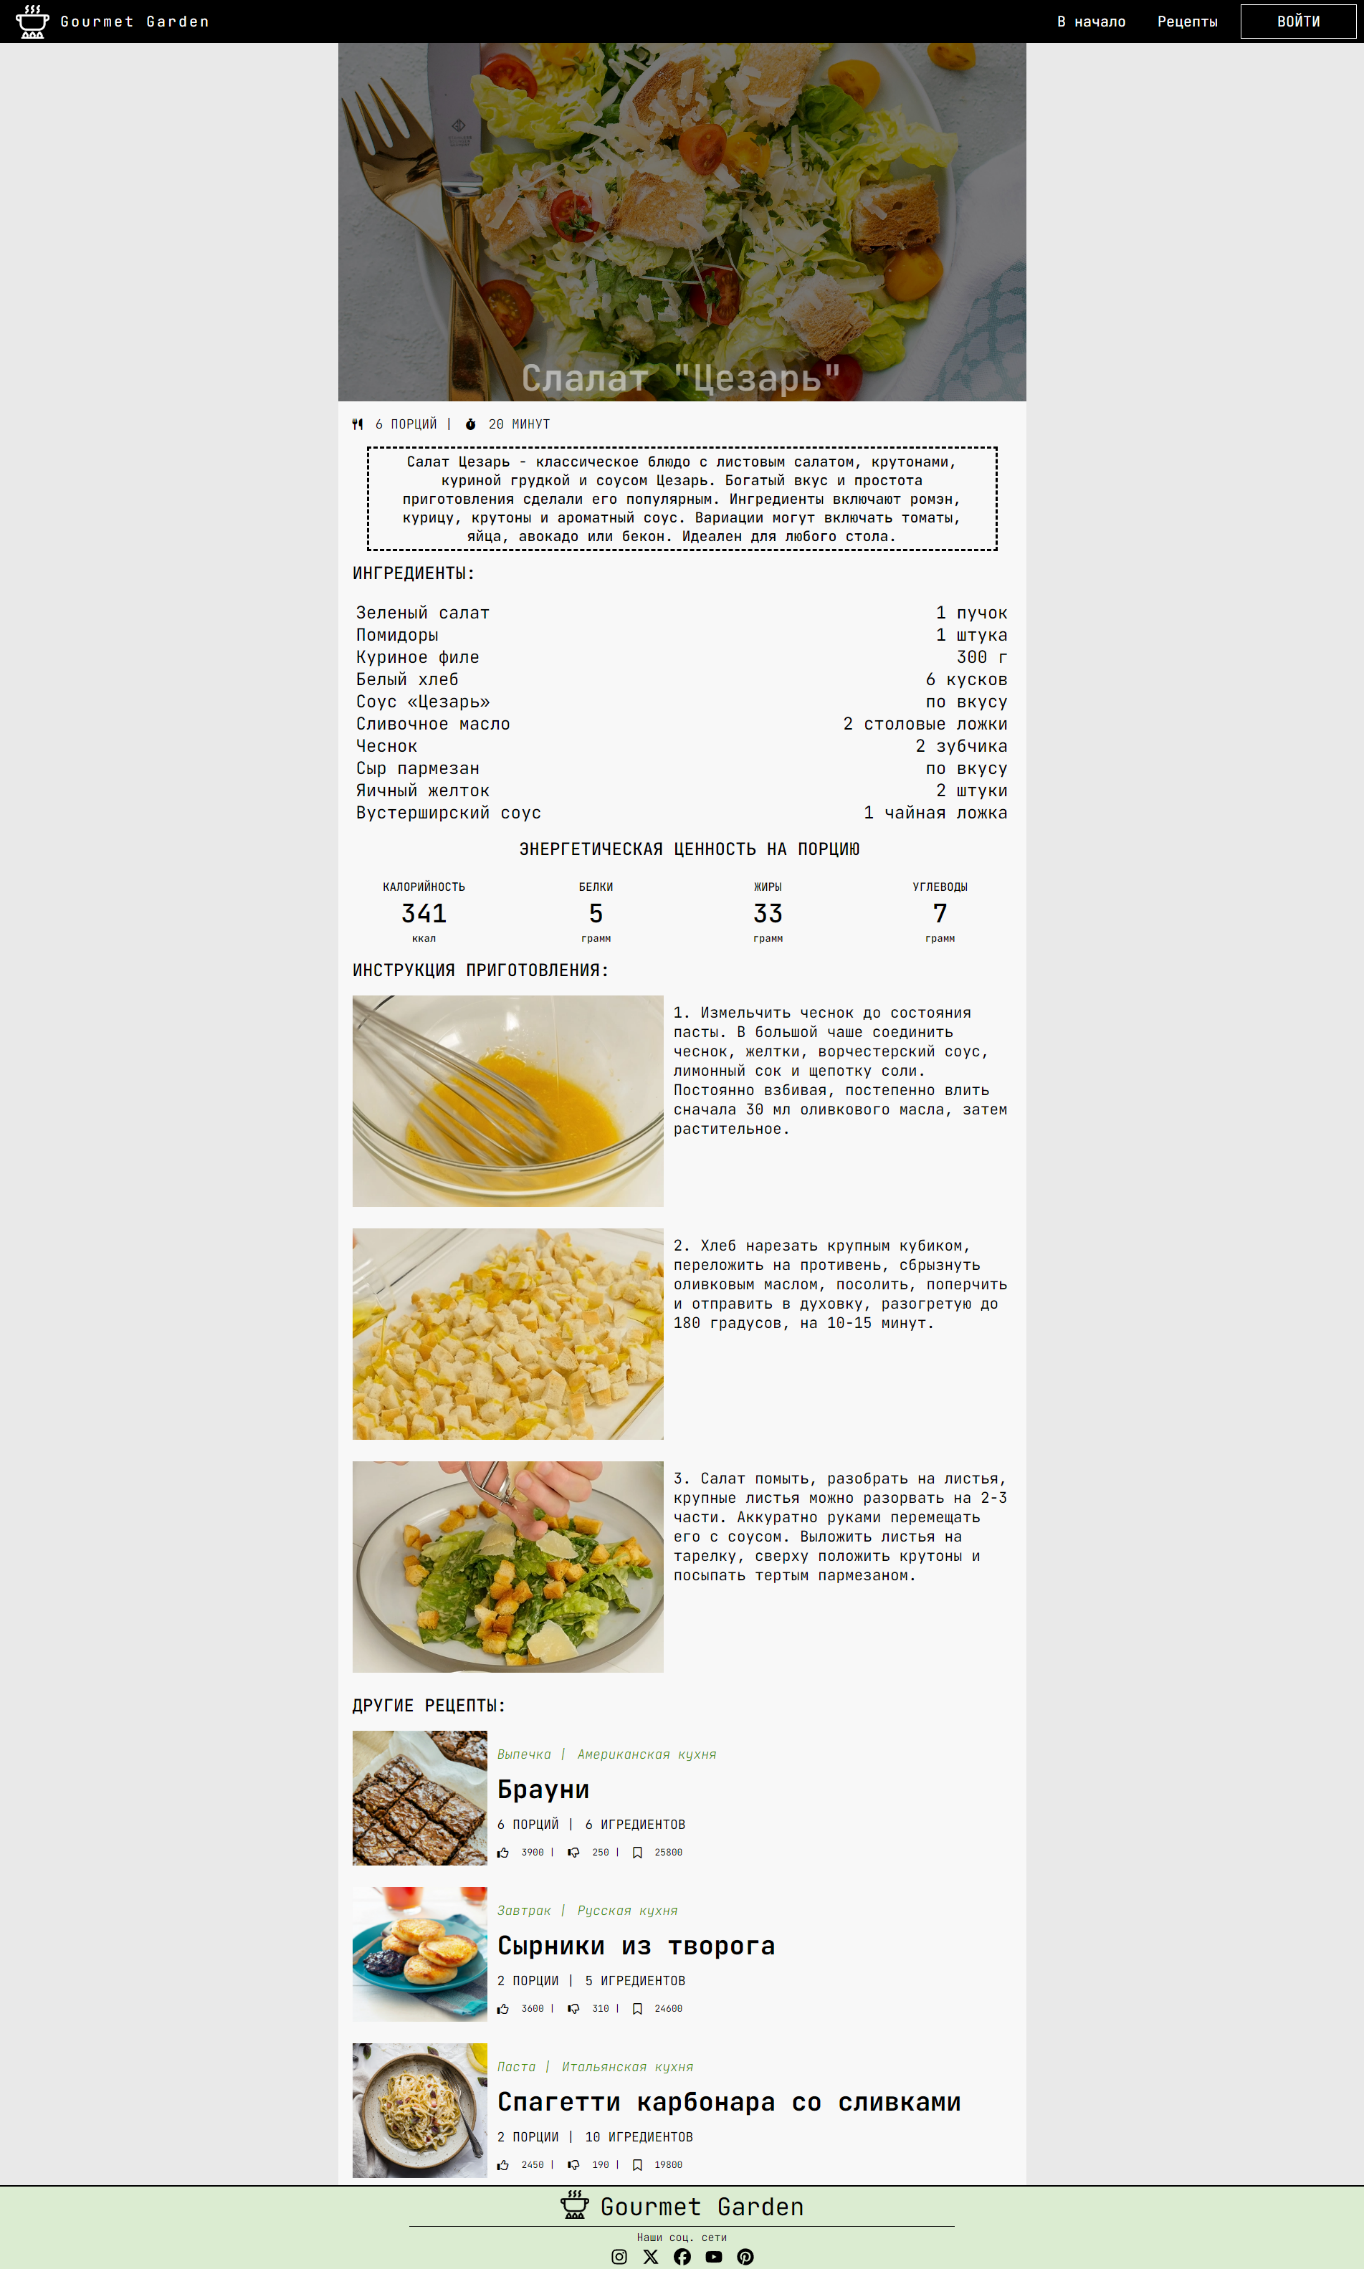 Gourmet Garden
В начало
Рецепты
ВОЙТИ
Слалат "Цезарь"
6 ПОРЦИЙ | 20 МИНУТ
Салат Цезарь - классическое блюдо с листовым салатом, крутонами,
куриной грудкой и соусом Цезарь. Богатый вкус и простота
приготовления сделали его популярным. Ингредиенты включают ромэн,
курицу, крутоны и ароматный соус. Вариации могут включать томаты,
яйца, авокадо или бекон. Идеален для любого стола.
ИНГРЕДИЕНТЫ:
Зеленый салат 1 пучок
Помидоры 1 штука
Куриное филе 300 г
Белый хлеб 6 кусков
Соус «Цезарь» по вкусу
Сливочное масло 2 столовые ложки
Чеснок 2 зубчика
Сыр пармезан по вкусу
Яичный желток 2 штуки
Вустерширский соус 1 чайная ложка
ЭНЕРГЕТИЧЕСКАЯ ЦЕННОСТЬ НА ПОРЦИЮ
КАЛОРИЙНОСТЬ БЕЛКИ ЖИРЫ УГЛЕВОДЫ
341 5 33 7
ккал грамм грамм грамм
ИНСТРУКЦИЯ ПРИГОТОВЛЕНИЯ:
1. Измельчить чеснок до состояния
пасты. В большой чаше соединить
чеснок, желтки, ворчестерский соус,
лимонный сок и щепотку соли.
Постоянно взбивая, постепенно влить
сначала 30 мл оливкового масла, затем
растительное.
2. Хлеб нарезать крупным кубиком,
переложить на противень, сбрызнуть
оливковым маслом, посолить, поперчить
и отправить в духовку, разогретую до
180 градусов, на 10-15 минут.
3. Салат помыть, разобрать на листья,
крупные листья можно разорвать на 2-3
части. Аккуратно руками перемещать
его с соусом. Выложить листья на
тарелку, сверху положить крутоны и
посыпать тертым пармезаном.
ДРУГИЕ РЕЦЕПТЫ:
Выпечка | Американская кухня
Брауни
6 ПОРЦИЙ | 6 ИГРЕДИЕНТОВ
3900 | 250 | 25800
Завтрак | Русская кухня
Сырники из творога
2 ПОРЦИИ | 5 ИГРЕДИЕНТОВ
3600 | 310 | 24600
Паста | Итальянская кухня
Спагетти карбонара со сливками
2 ПОРЦИИ | 10 ИГРЕДИЕНТОВ
2450 | 190 | 19800
Gourmet Garden
Наши соц. сети